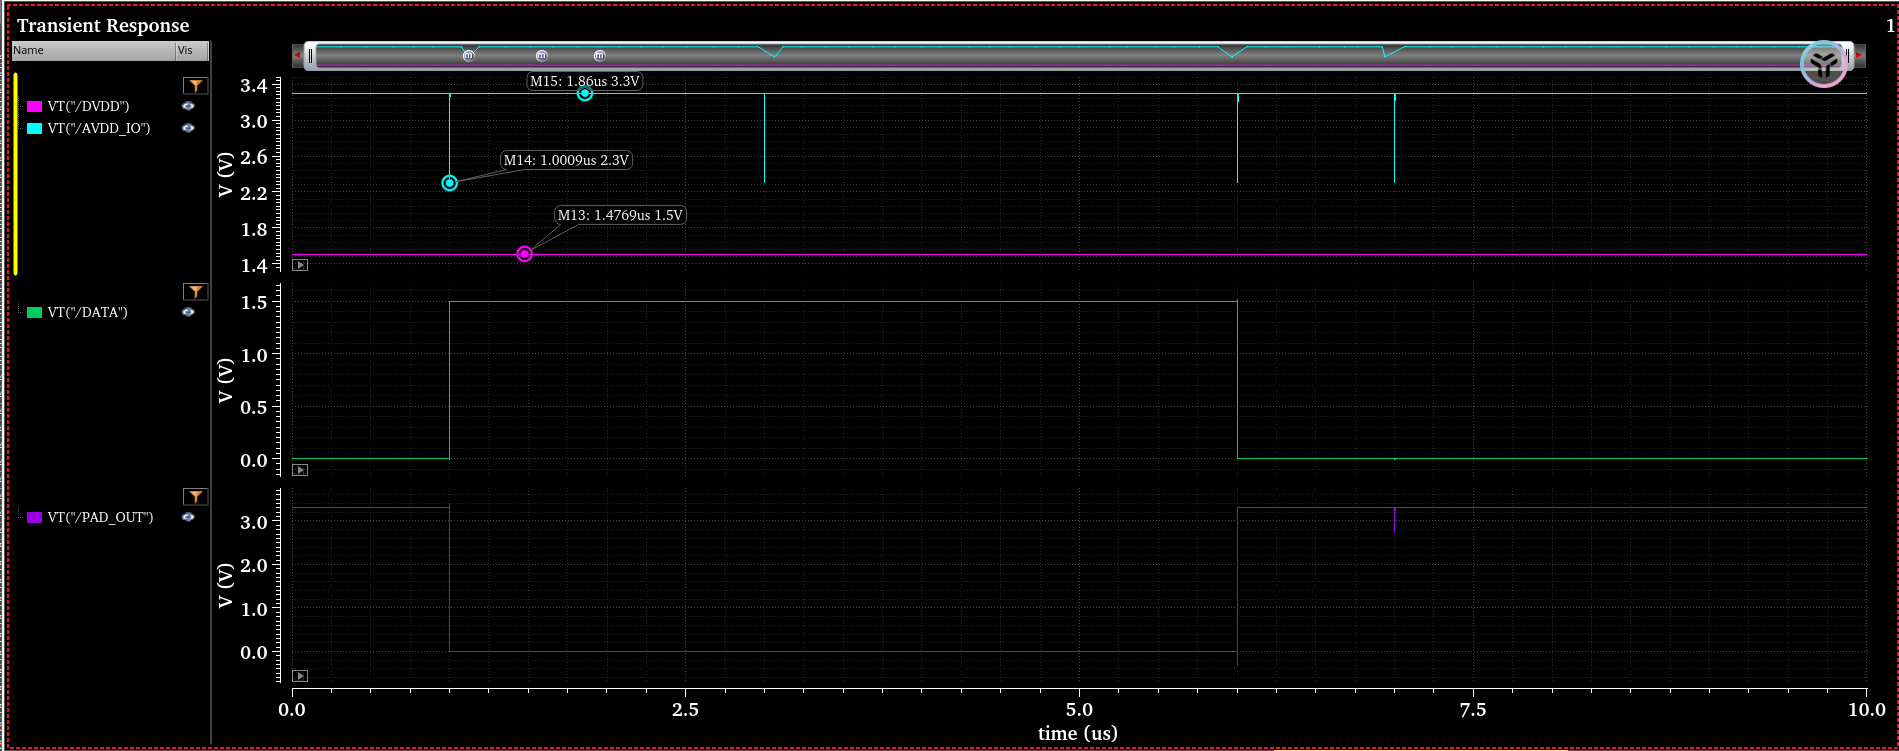 Transient Response
1
Name Vis
VT("/DVDD")
VT("/AVDD_IO")
V (V)
3.4
3.0
2.6
2.2
1.8
1.4
M15: 1.86us 3.3V
M14: 1.0009us 2.3V
M13: 1.4769us 1.5V
m m m
VT("/DATA")
V (V)
1.5
1.0
0.5
0.0
VT("/PAD_OUT")
V (V)
3.0
2.0
1.0
0.0
0.0 2.5 5.0 7.5 10.0
time (us)